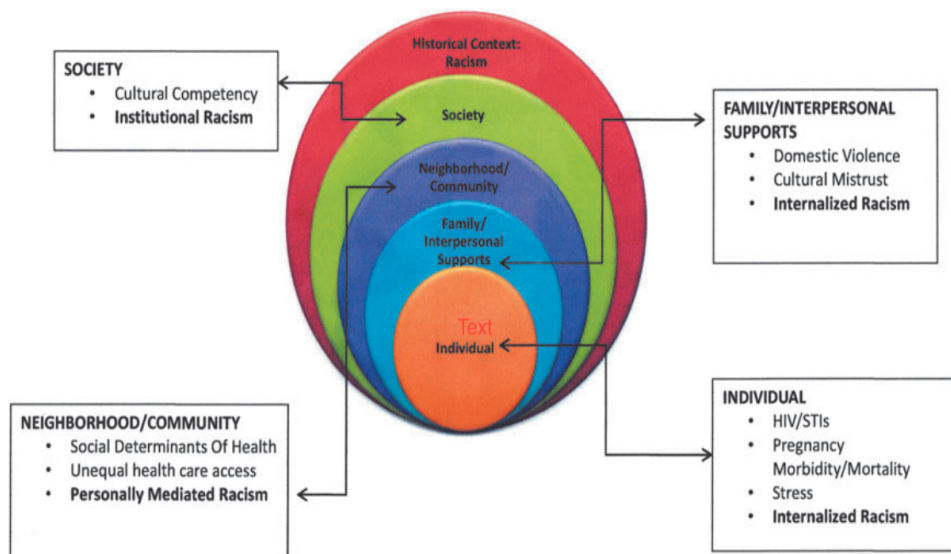 Historical Context:
Racism
Society
Neighborhood/
Community
Family/
Interpersonal
Supports
Text
Individual
SOCIETY
• Cultural Competency
• Institutional Racism
FAMILY/INTERPERSONAL
SUPPORTS
• Domestic Violence
• Cultural Mistrust
• Internalized Racism
NEIGHBORHOOD/COMMUNITY
• Social Determinants Of Health
• Unequal health care access
• Personally Mediated Racism
INDIVIDUAL
• HIV/STIs
• Pregnancy
Morbidity/Mortality
• Stress
• Internalized Racism